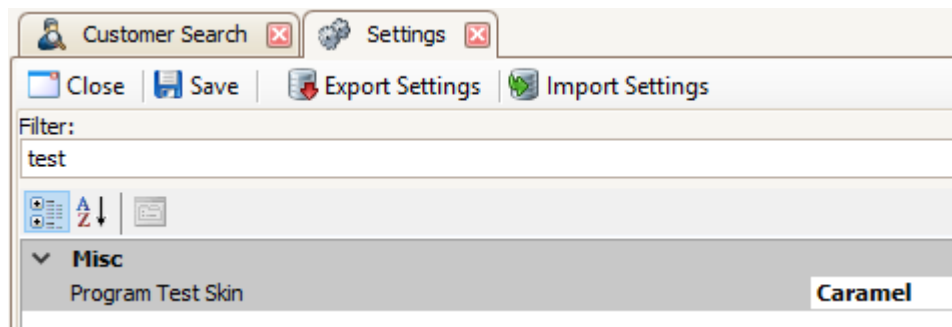 Customer Search Settings
Close Save Export Settings Import Settings
Filter:
test
A
Z
Misc
Program Test Skin Caramel